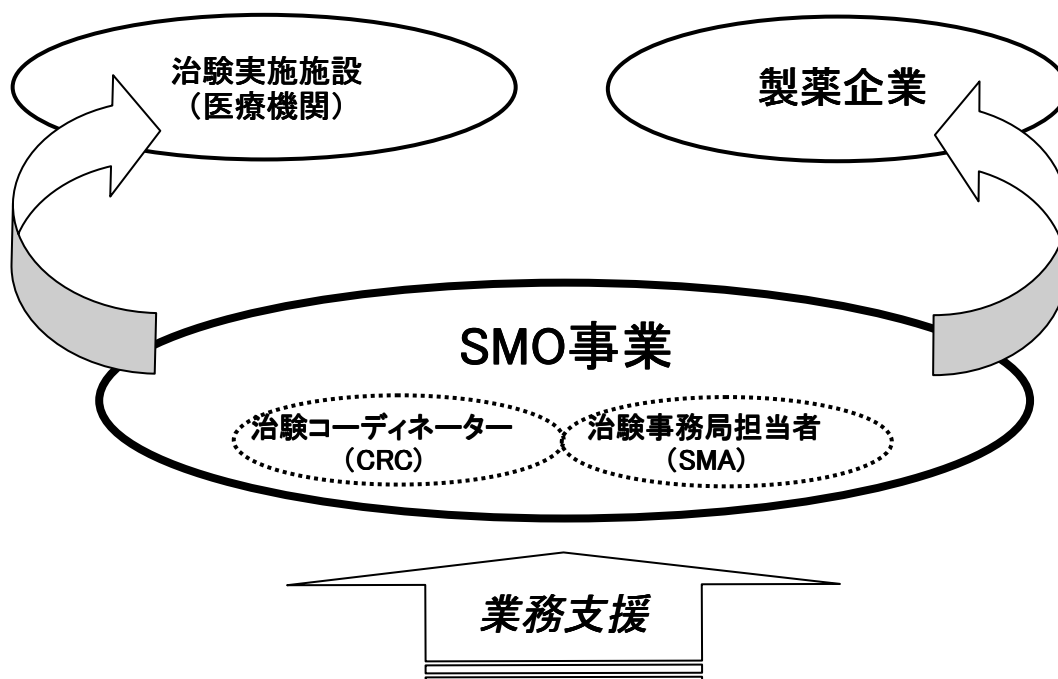 治験実施施設
（医療機関）
製薬企業
SMO事業
治験コーディネーター
（CRC）
治験事務局担当者
（SMA）
業務支援